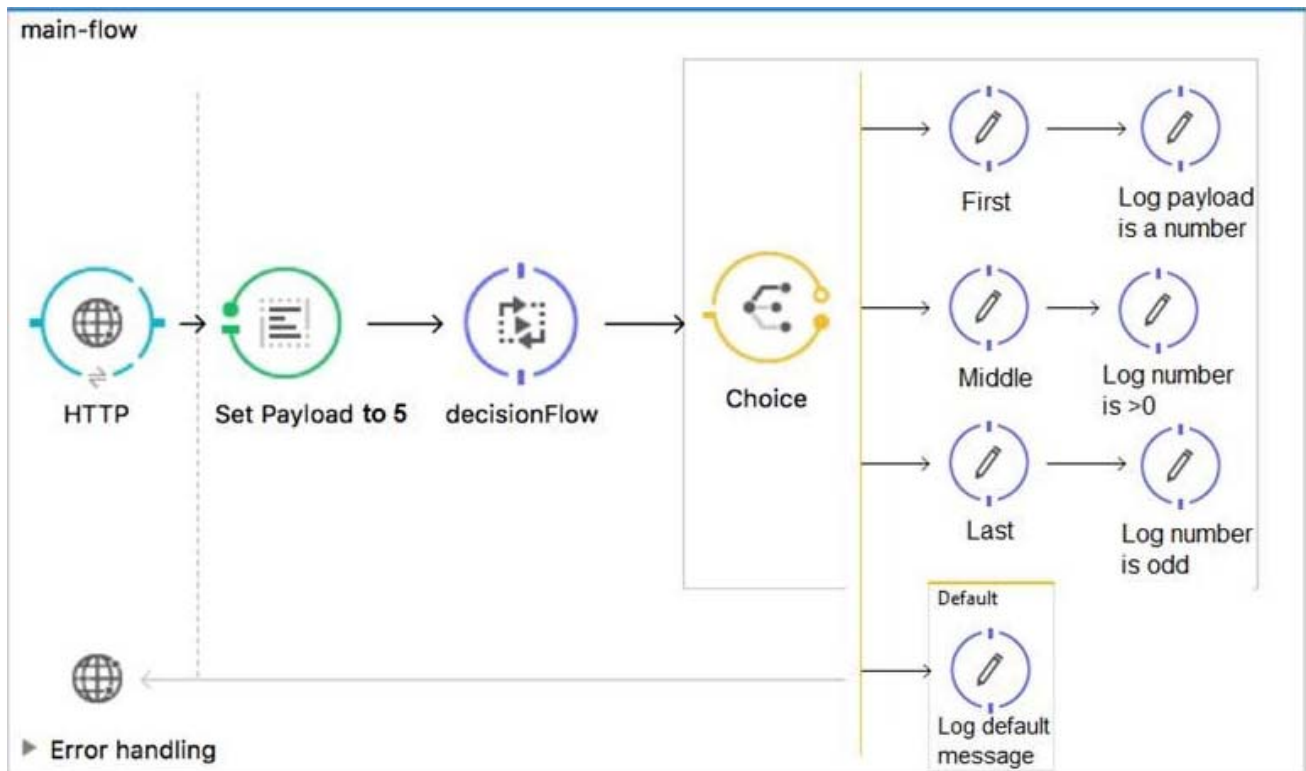 main-flow
HTTP
Set Payload to 5
decisionFlow
Choice
First
Log payload
is a number
Middle
Log number
is >0
Last
Log number
is odd
Default
Log default
message
Error handling